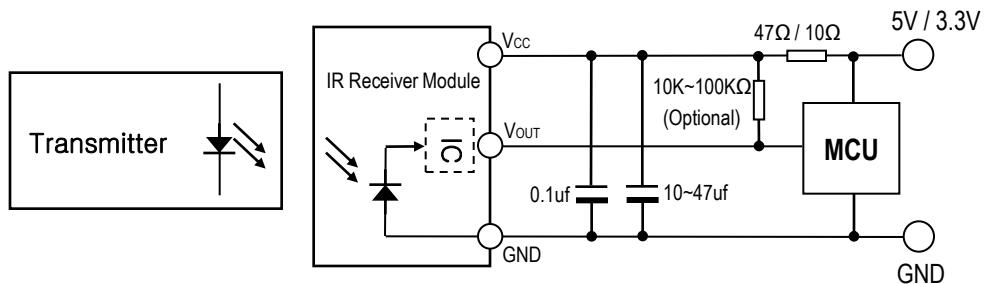 5V / 3.3V
47Ω / 10Ω
Vcc
IR Receiver Module
10K~100KΩ
(Optional)
Transmitter
IC
VOUT
MCU
0.1uf
10~47uf
GND
GND